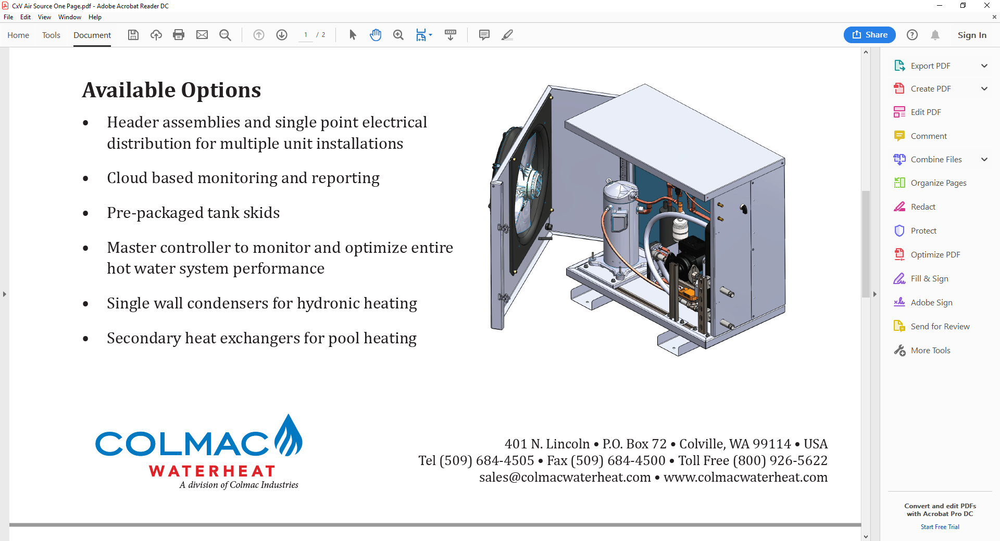 CxV Air Source One Page.pdf - Adobe Acrobat Reader DC
File Edit View Window Help
Home Tools Document 1 / 2 Share Sign In
Available Options
• Header assemblies and single point electrical
distribution for multiple unit installations
• Cloud based monitoring and reporting
• Pre-packaged tank skids
• Master controller to monitor and optimize entire
hot water system performance
• Single wall condensers for hydronic heating
• Secondary heat exchangers for pool heating
COLMAC
WATERHEAT
A division of Colmac Industries
401 N. Lincoln • P.O. Box 72 • Colville, WA 99114 • USA
Tel (509) 684-4505 • Fax (509) 684-4500 • Toll Free (800) 926-5622
sales@colmacwaterheat.com • www.colmacwaterheat.com
Export PDF
Create PDF
Edit PDF
Comment
Combine Files
Organize Pages
Redact
Protect
Optimize PDF
Fill & Sign
Adobe Sign
Send for Review
More Tools
Convert and edit PDFs
with Acrobat Pro DC
Start Free Trial